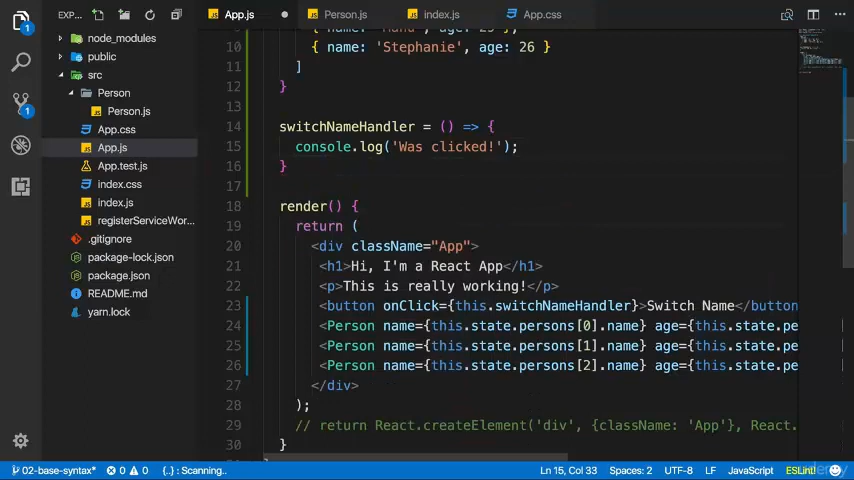 EXP...
App.js
Person.js
index.js
App.css
node_modules
public
src
Person
Person.js
App.css
App.js
App.test.js
index.css
index.js
registerServiceWor...
.gitignore
package-lock.json
package.json
README.md
yarn.lock
1
1
10 { name: 'Stephanie', age: 26 }
11 ]
12 }
13
14 switchNameHandler = () => {
15 console.log('Was clicked!');
16 }
17
18 render() {
19 return (
20 <div className="App">
21 <h1>Hi, I'm a React App</h1>
22 <p>This is really working!</p>
23 <button onClick={this.switchNameHandler}>Switch Name</button
24 <Person name={this.state.persons[0].name} age={this.state.pe
25 <Person name={this.state.persons[1].name} age={this.state.pe
26 <Person name={this.state.persons[2].name} age={this.state.pe
27 </div>
28 );
29 // return React.createElement('div', {className: 'App'}, React.
30 }
02-base-syntax* 0 0 {..} : Scanning.. Ln 15, Col 33 Spaces: 2 UTF-8 LF JavaScript ESLint!